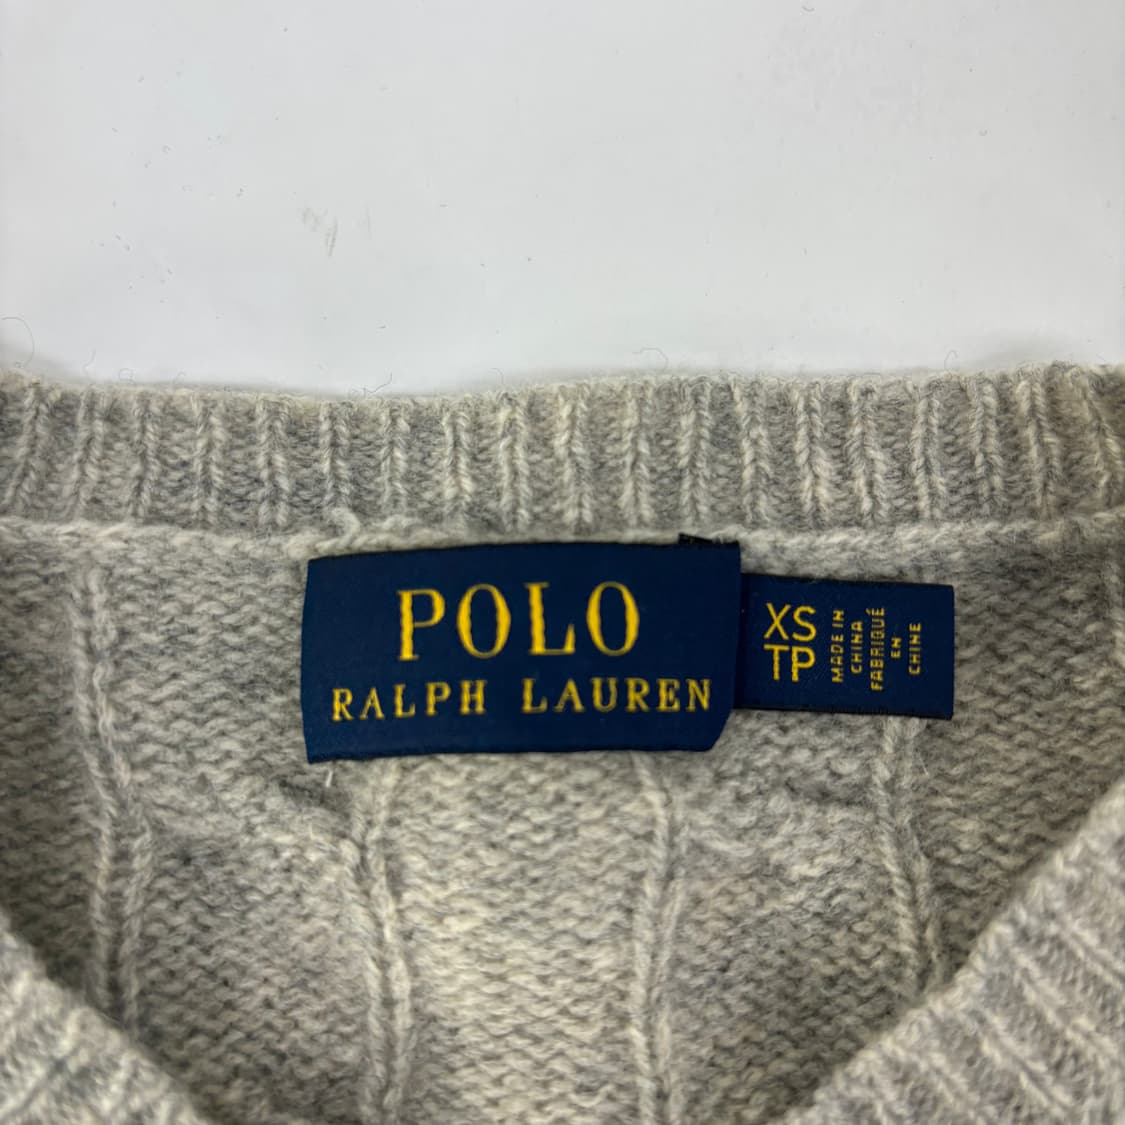 POLO
RALPH LAUREN
XS
TP
MADE IN
CHINA
FABRIQUÉ
EN
CHINE